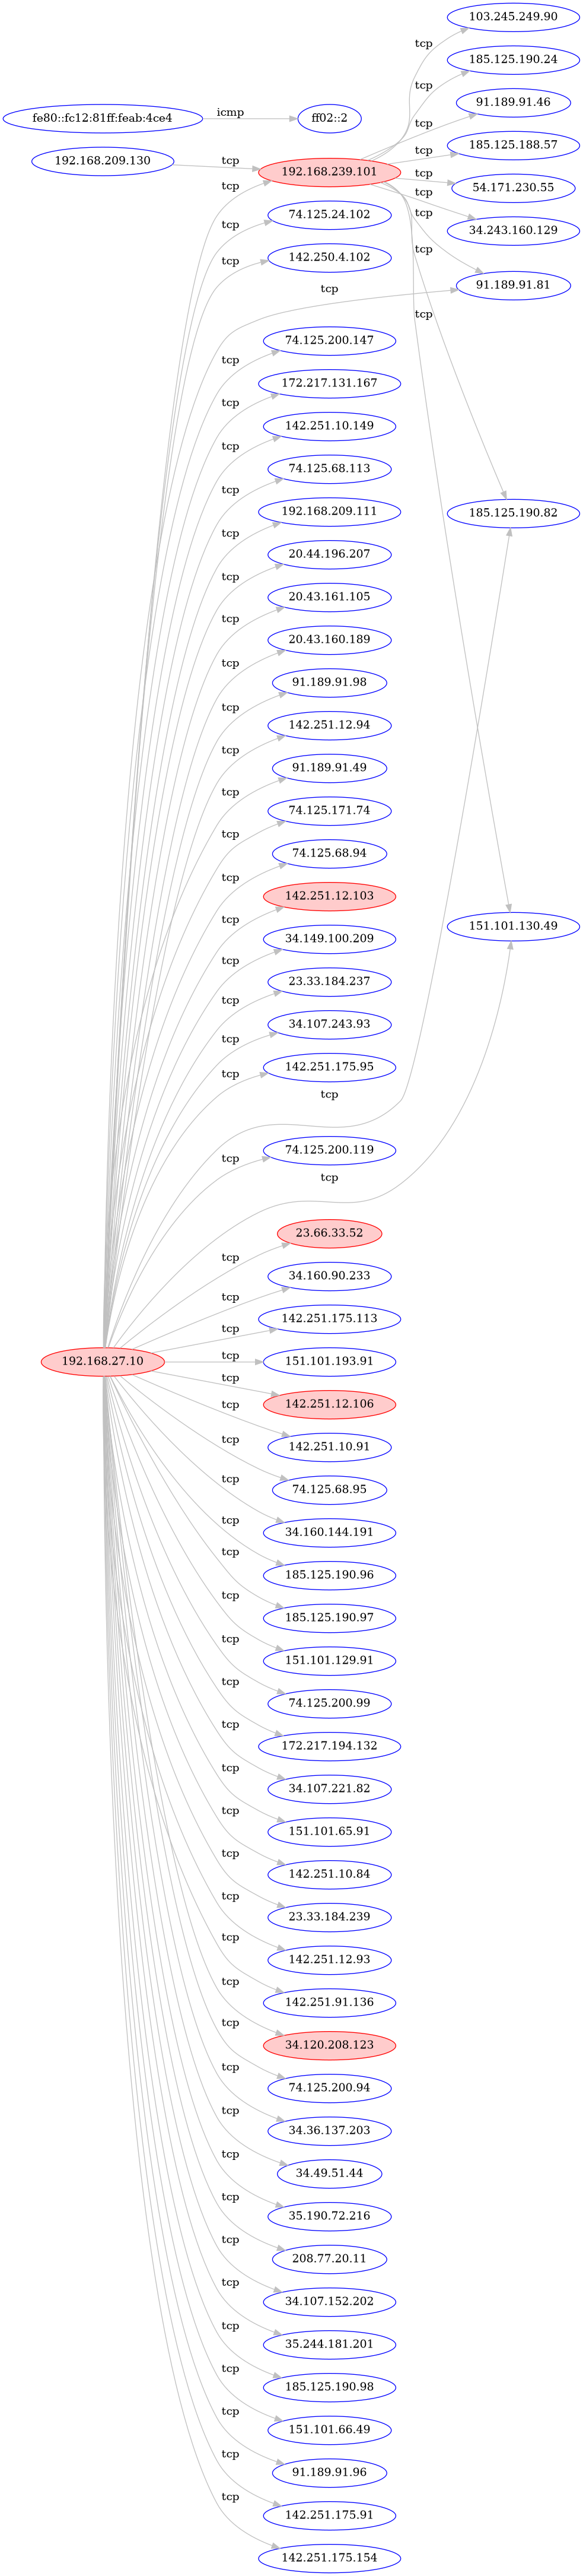 103.245.249.90
tcp
185.125.190.24
tcp
91.189.91.46
fe80::fc12:81ff:feab:4ce4
icmp
ff02::2
tcp
185.125.188.57
192.168.209.130
tcp
tcp
192.168.239.101
tcp
54.171.230.55
tcp
tcp
74.125.24.102
tcp
34.243.160.129
tcp
tcp
142.250.4.102
tcp
tcp
91.189.91.81
tcp
tcp
74.125.200.147
tcp
172.217.131.167
tcp
142.251.10.149
tcp
74.125.68.113
tcp
192.168.209.111
185.125.190.82
tcp
20.44.196.207
tcp
20.43.161.105
tcp
20.43.160.189
tcp
91.189.91.98
tcp
142.251.12.94
tcp
91.189.91.49
tcp
74.125.171.74
tcp
74.125.68.94
tcp
142.251.12.103
tcp
151.101.130.49
34.149.100.209
tcp
23.33.184.237
tcp
34.107.243.93
tcp
142.251.175.95
tcp
tcp
74.125.200.119
tcp
tcp
23.66.33.52
tcp
34.160.90.233
tcp
142.251.175.113
tcp
192.168.27.10
tcp
151.101.193.91
tcp
142.251.12.106
tcp
142.251.10.91
tcp
74.125.68.95
tcp
34.160.144.191
tcp
185.125.190.96
tcp
185.125.190.97
tcp
151.101.129.91
tcp
74.125.200.99
tcp
172.217.194.132
tcp
34.107.221.82
tcp
151.101.65.91
tcp
142.251.10.84
tcp
23.33.184.239
tcp
142.251.12.93
tcp
142.251.91.136
tcp
34.120.208.123
tcp
74.125.200.94
tcp
34.36.137.203
tcp
34.49.51.44
tcp
35.190.72.216
tcp
208.77.20.11
tcp
34.107.152.202
tcp
35.244.181.201
tcp
185.125.190.98
tcp
151.101.66.49
tcp
91.189.91.96
tcp
142.251.175.91
tcp
142.251.175.154